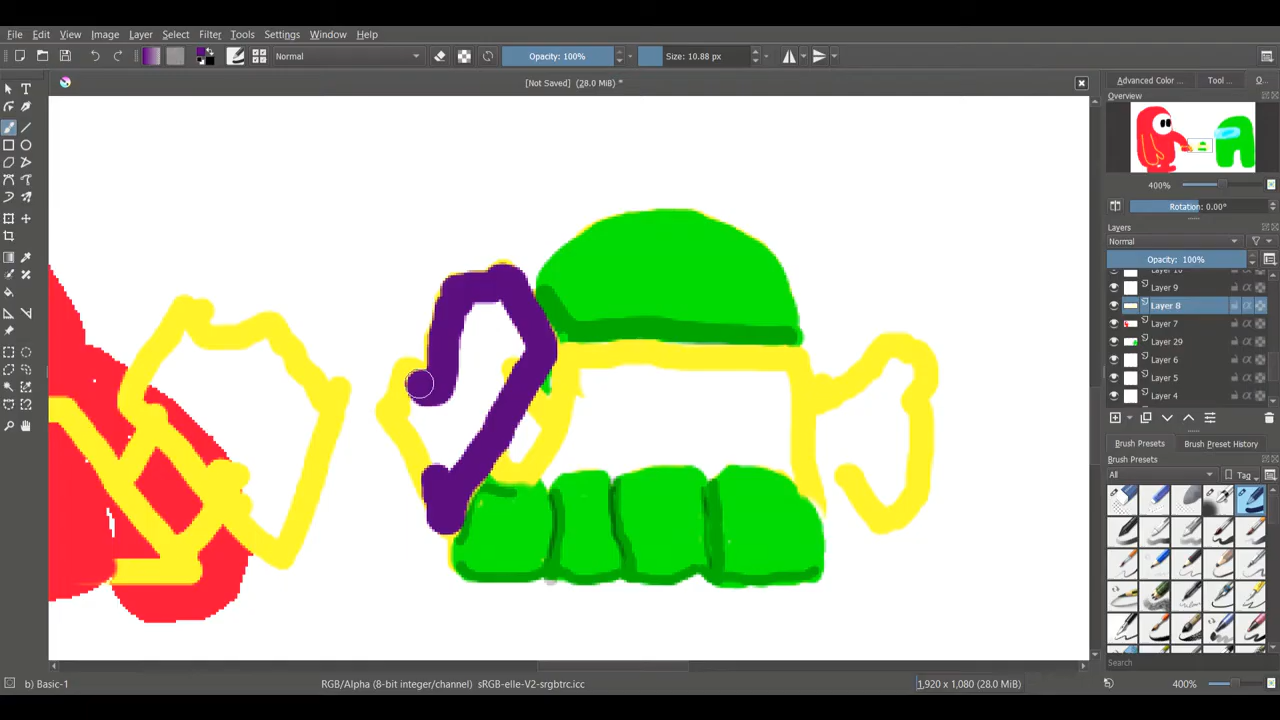 File Edit View Image Layer Select Filter Tools Settings Window Help
Normal Opacity: 100% Size: 10.88 px
[Not Saved] (28.0 MiB) *
Advanced Color ... Tool ... O...
Overview
400%
Rotation: 0.00°
Layers
Normal
Opacity: 100%
Layer 10
Layer 9
Layer 8
Layer 7
Layer 29
Layer 6
Layer 5
Layer 4
Brush Presets Brush Preset History
Brush Presets
All Tag
Search
b) Basic-1 RGB/Alpha (8-bit integer/channel) sRGB-elle-V2-srgbtrc.icc 1,920 x 1,080 (28.0 MiB) 400%